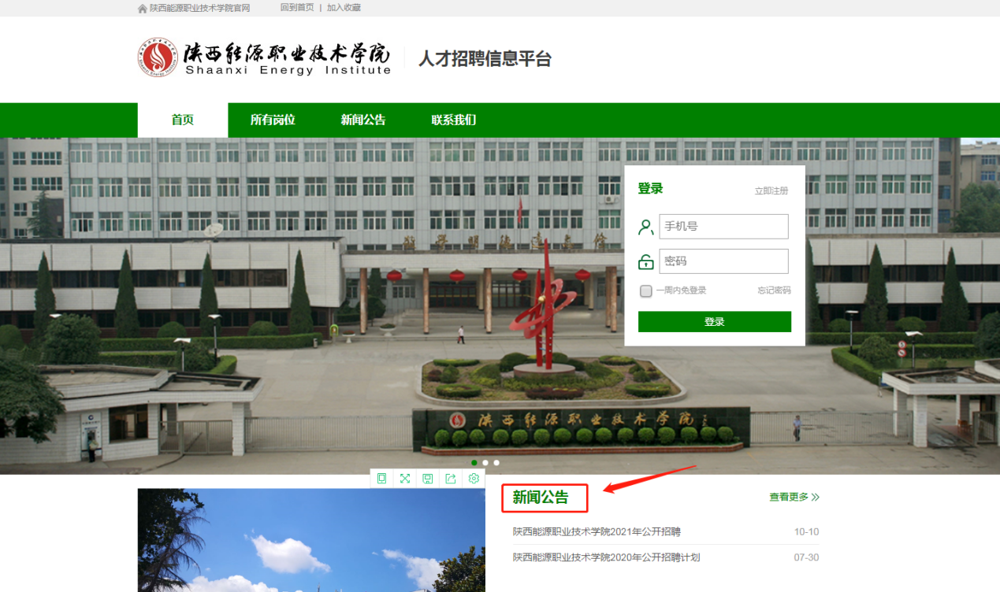 陕西能源职业技术学院官网 回到首页 | 加入收藏
陕西能源职业技术学院 人才招聘信息平台
Shaanxi Energy Institute
首页 所有岗位 新闻公告 联系我们
登录 立即注册
手机号
密码
一周内免登录 忘记密码
登录
陕西能源职业技术学院
新闻公告 查看更多
陕西能源职业技术学院2021年公开招聘 10-10
陕西能源职业技术学院2020年公开招聘计划 07-30